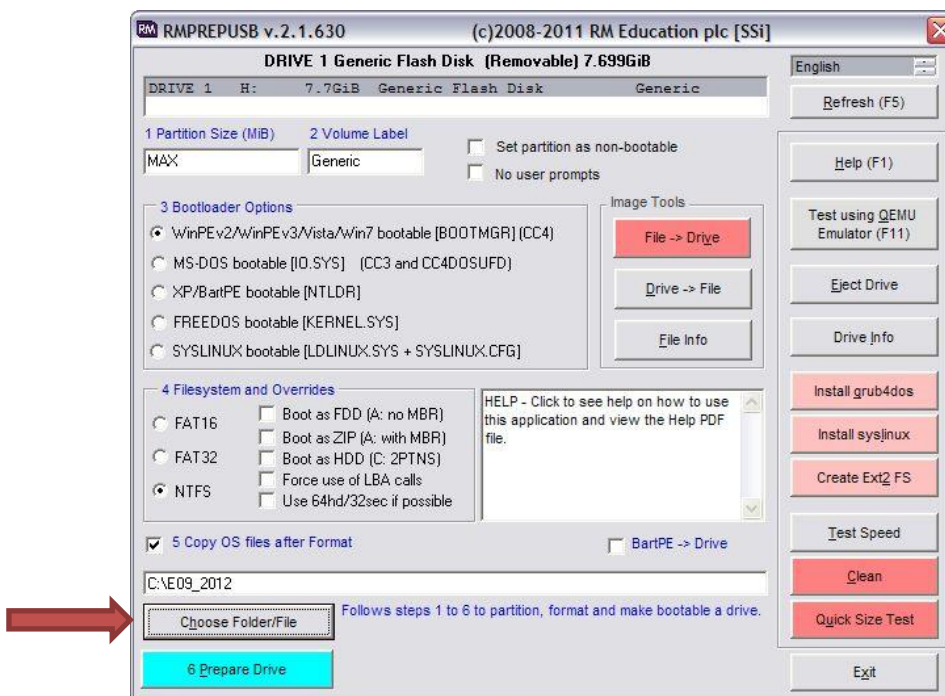 RM RMPREPUSB v.2.1.630 (c)2008-2011 RM Education plc [SSi]
DRIVE 1 Generic Flash Disk (Removable) 7.699GiB
DRIVE 1 H: 7.7GiB Generic Flash Disk Generic
1 Partition Size (MiB) 2 Volume Label
MAX Generic
Set partition as non-bootable
No user prompts
3 Bootloader Options
WinPEv2/WinPEv3/Vista/Win7 bootable [BOOTMGR] (CC4)
MS-DOS bootable [IO.SYS] (CC3 and CC4DOSUFD)
XP/BartPE bootable [NTLDR]
FREEDOS bootable [KERNEL.SYS]
SYSLINUX bootable [LDLINUX.SYS + SYSLINUX.CFG]
Image Tools
File -> Drive
Drive -> File
File Info
4 Filesystem and Overrides
FAT16
FAT32
NTFS
Boot as FDD (A: no MBR)
Boot as ZIP (A: with MBR)
Boot as HDD (C: 2PTNS)
Force use of LBA calls
Use 64hd/32sec if possible
HELP - Click to see help on how to use
this application and view the Help PDF
file.
5 Copy OS files after Format
BartPE -> Drive
C:\E09_2012
Choose Folder/File
Follows steps 1 to 6 to partition, format and make bootable a drive.
6 Prepare Drive
English
Refresh (F5)
Help (F1)
Test using QEMU
Emulator (F11)
Eject Drive
Drive Info
Install grub4dos
Install syslinux
Create Ext2 FS
Test Speed
Clean
Quick Size Test
Exit